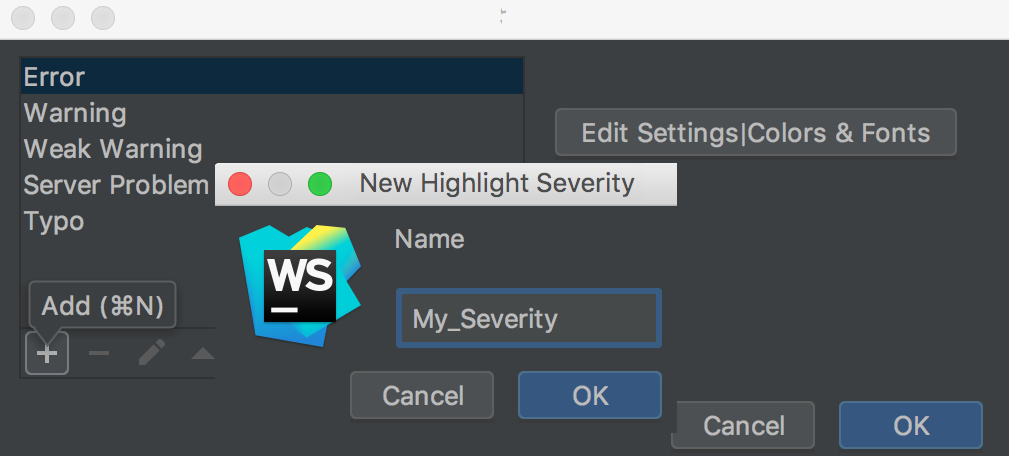 Error
Warning
Weak Warning
Server Problem
Typo
Add (⌘N)
Edit Settings|Colors & Fonts
New Highlight Severity
WS
Name
My_Severity
Cancel
OK
Cancel
OK